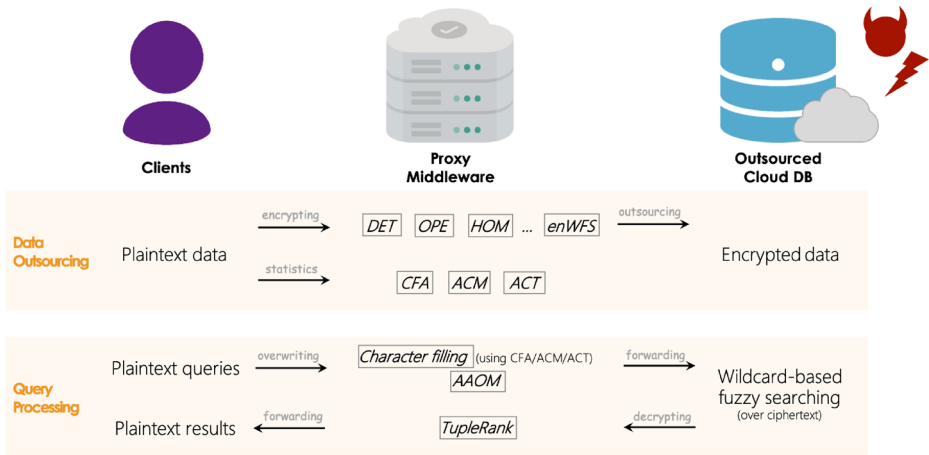 Clients
Proxy
Middleware
Outsourced
Cloud DB
Data
Outsourcing
Plaintext data
encrypting
DET OPE HOM ... enWFS
outsourcing
Encrypted data
statistics
CFA ACM ACT
Query
Processing
Plaintext queries
overwriting
Character filling (using CFA/ACM/ACT)
AAOM
forwarding
Wildcard-based
fuzzy searching
(over ciphertext)
Plaintext results
forwarding
TupleRank
decrypting